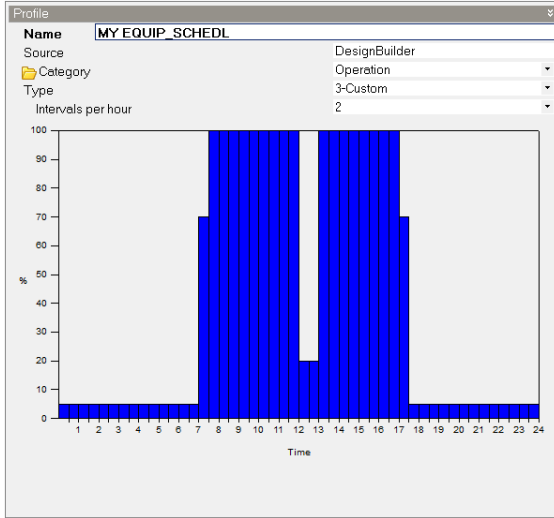 Profile
Name MY EQUIP_SCHEDL
Source DesignBuilder
Category Operation
Type 3-Custom
Intervals per hour 2
100
90
80
70
60
50
40
30
20
10
0
%
1 2 3 4 5 6 7 8 9 10 11 12 13 14 15 16 17 18 19 20 21 22 23 24
Time